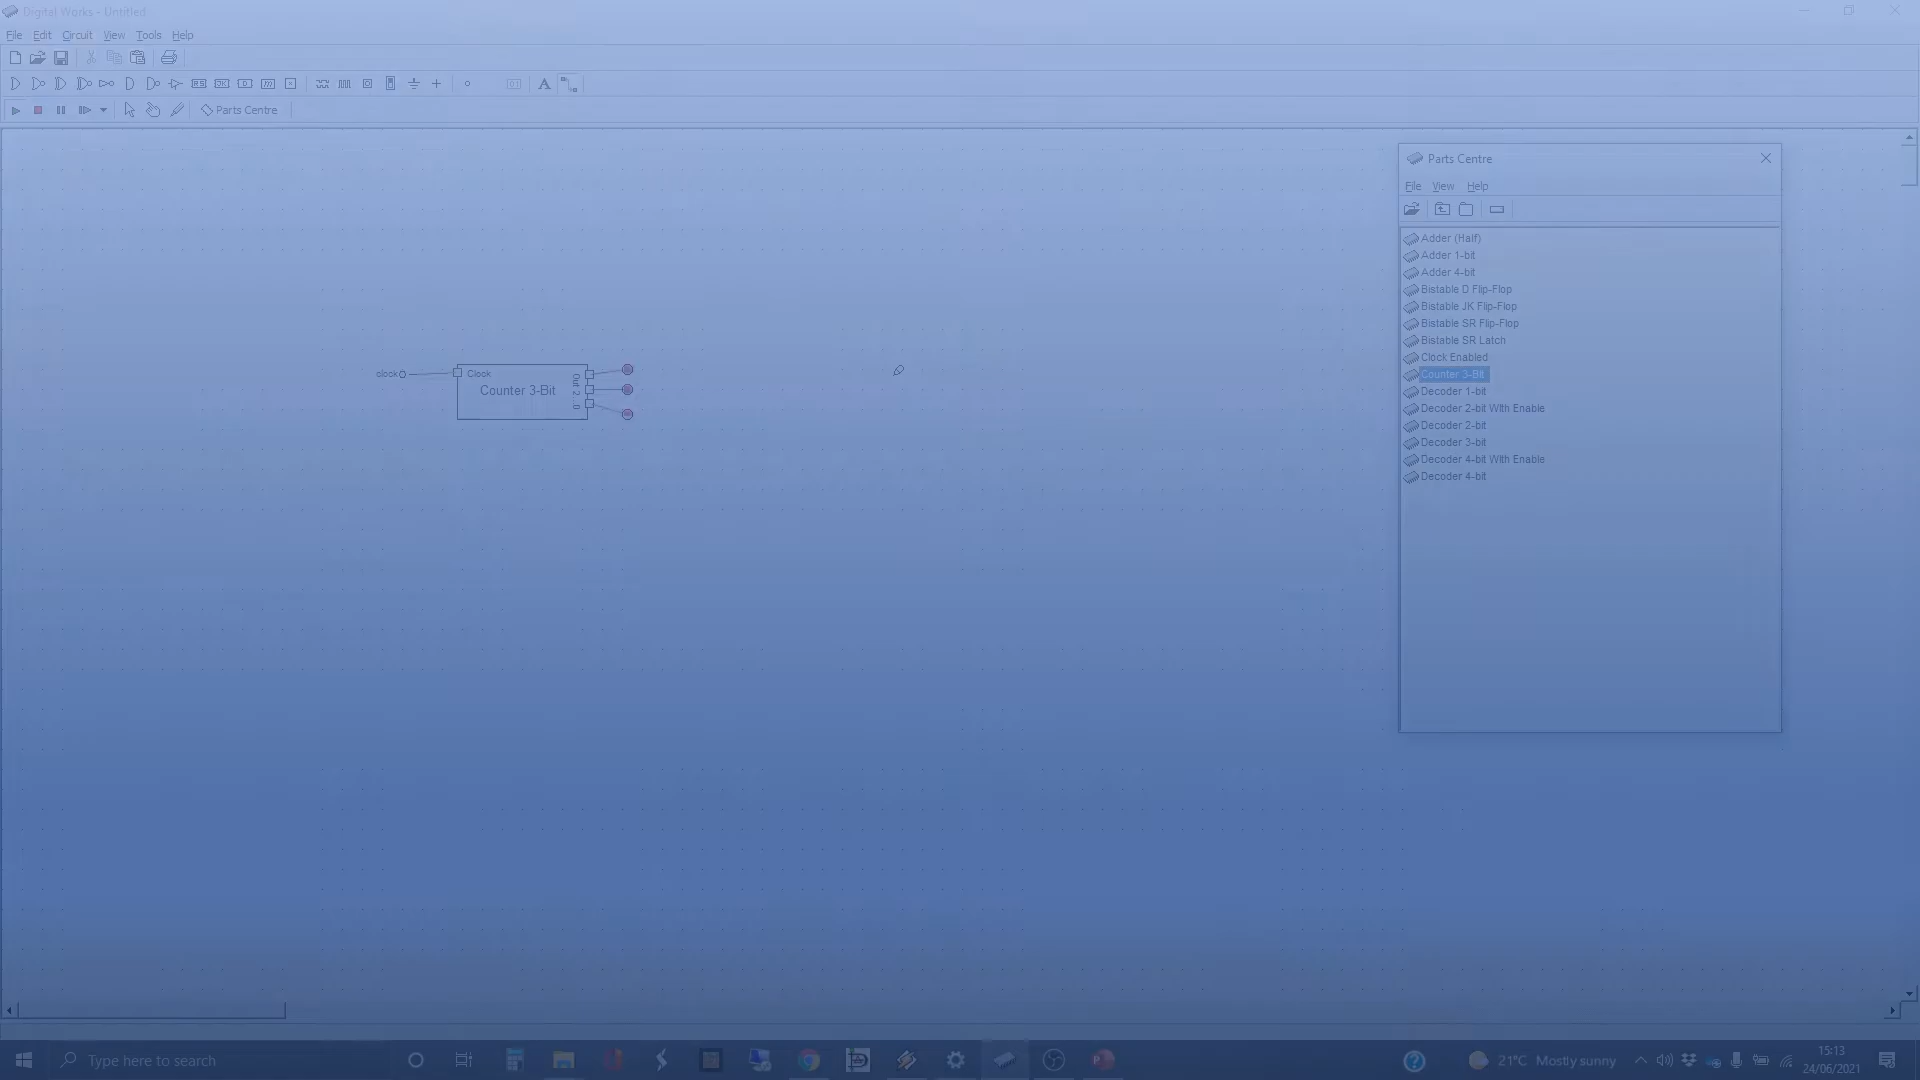 Digital Works - Untitled
File Edit Circuit View Tools Help
A
Parts Centre
Parts Centre
File View Help
Adder (Half)
Adder 1-bit
Adder 4-bit
Bistable D Flip-Flop
Bistable JK Flip-Flop
Bistable SR Flip-Flop
Bistable SR Latch
Clock Enabled
Counter 3-Bit
Decoder 1-bit
Decoder 2-bit With Enable
Decoder 2-bit
Decoder 3-bit
Decoder 4-bit With Enable
Decoder 4-bit
clock
Clock
Counter 3-Bit
Out 2...0
Type here to search
21°C Mostly sunny
15:13
24/06/2021